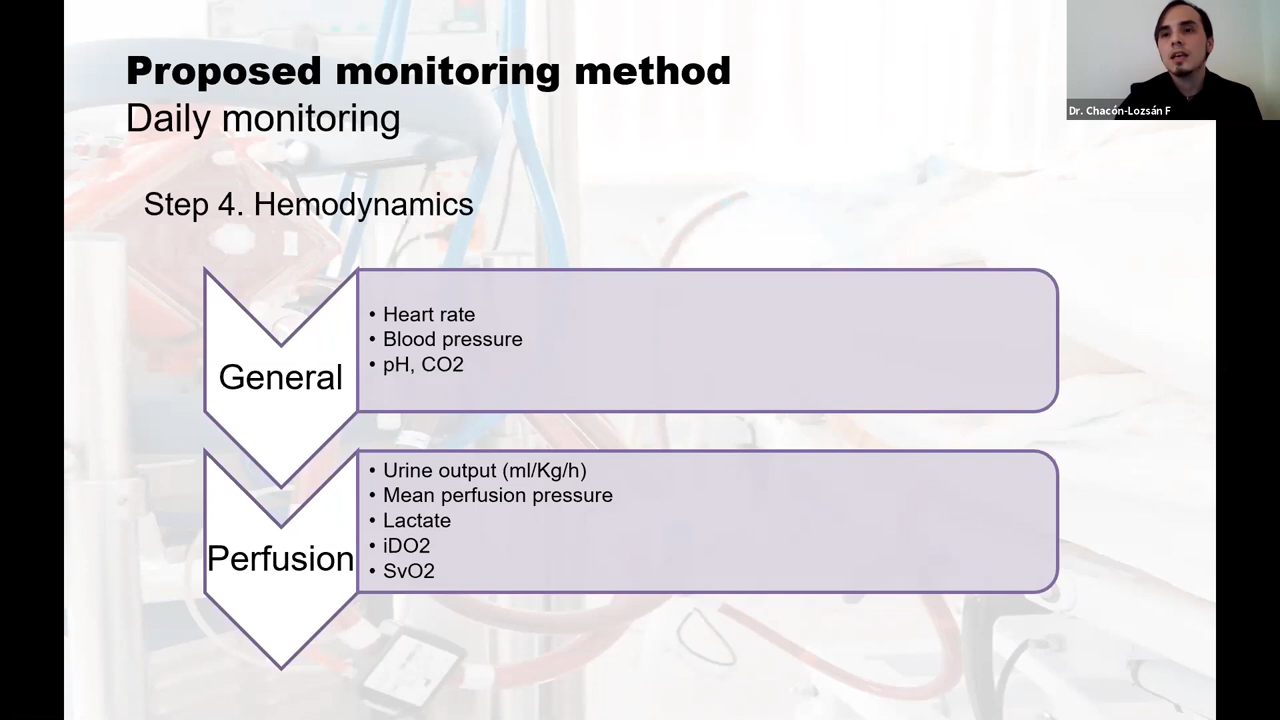 Proposed monitoring method
Daily monitoring
Dr. Chacón-Lozsán F
Step 4. Hemodynamics
General
• Heart rate
• Blood pressure
• pH, CO2
Perfusion
• Urine output (ml/Kg/h)
• Mean perfusion pressure
• Lactate
• iDO2
• SvO2